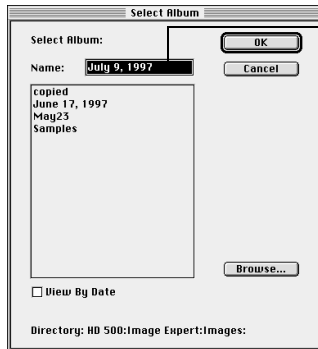 Select Album
Select Album:
OK
Name: July 9, 1997
Cancel
copied
June 17, 1997
May23
Samples
Browse...
View By Date
Directory: HD 500:Image Expert:Images: